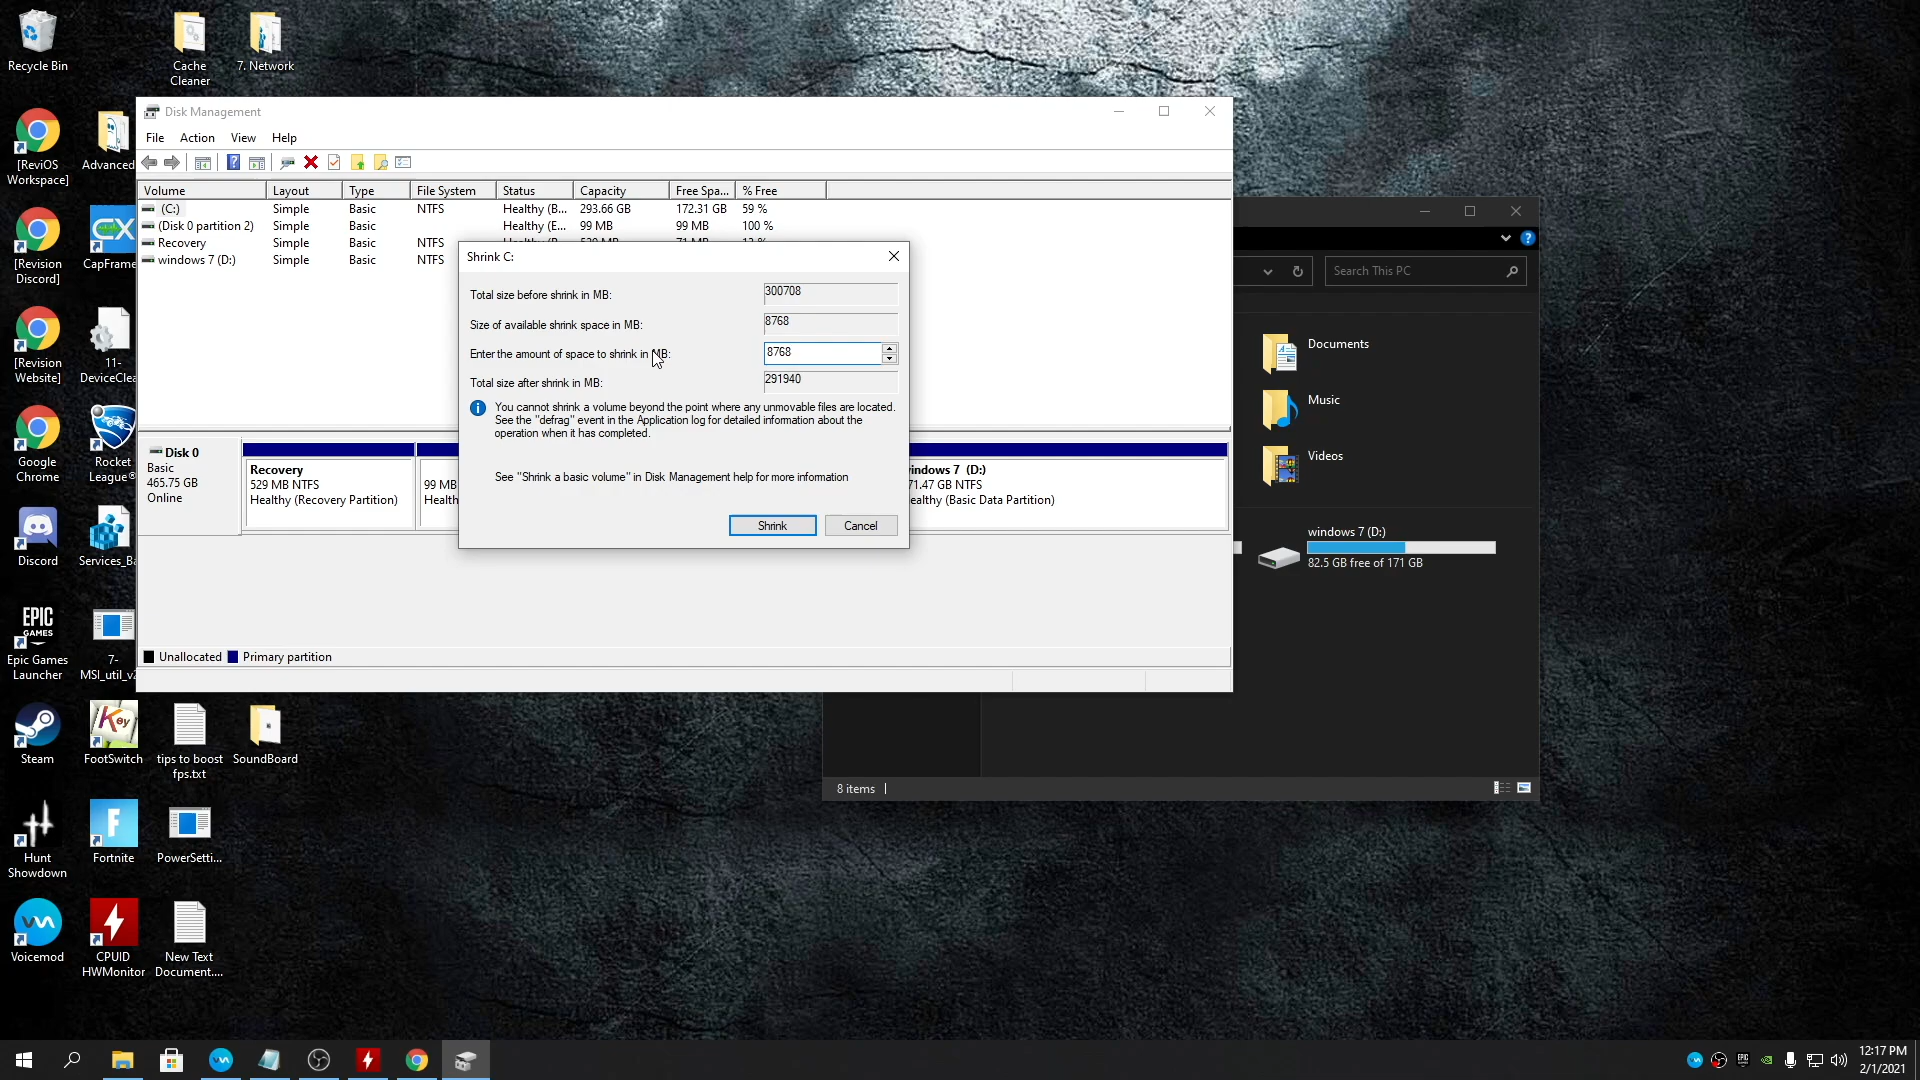 Recycle Bin
Cache
Cleaner
7. Network
[ReviOS
Workspace]
Advanced
[Revision
Discord]
CapFrame
[Revision
Website]
11-
DeviceClea
Google
Chrome
Rocket
League®
Discord
Services_Ba
EPIC
GAMES
Epic Games
Launcher
7-
MSI_util_v2
Steam
Key
FootSwitch
tips to boost
fps.txt
SoundBoard
Hunt
Showdown
Fortnite
PowerSetti...
Voicemod
CPUID
HWMonitor
New Text
Document....
Disk Management
File Action View Help
Volume Layout Type File System Status Capacity Free Spa... % Free
(C:) Simple Basic NTFS Healthy (B... 293.66 GB 172.31 GB 59 %
(Disk 0 partition 2) Simple Basic Healthy (E... 99 MB 99 MB 100 %
Recovery Simple Basic NTFS
windows 7 (D:) Simple Basic NTFS
Shrink C:
Total size before shrink in MB: 300708
Size of available shrink space in MB: 8768
Enter the amount of space to shrink in MB: 8768
Total size after shrink in MB: 291940
You cannot shrink a volume beyond the point where any unmovable files are located.
See the "defrag" event in the Application log for detailed information about the
operation when it has completed.
See "Shrink a basic volume" in Disk Management help for more information
Shrink Cancel
Disk 0
Basic
465.75 GB
Online
Recovery
529 MB NTFS
Healthy (Recovery Partition)
99 MB
Health
indows 7 (D:)
71.47 GB NTFS
ealthy (Basic Data Partition)
Unallocated Primary partition
Search This PC
Documents
Music
Videos
windows 7 (D:)
82.5 GB free of 171 GB
8 items
12:17 PM
2/1/2021